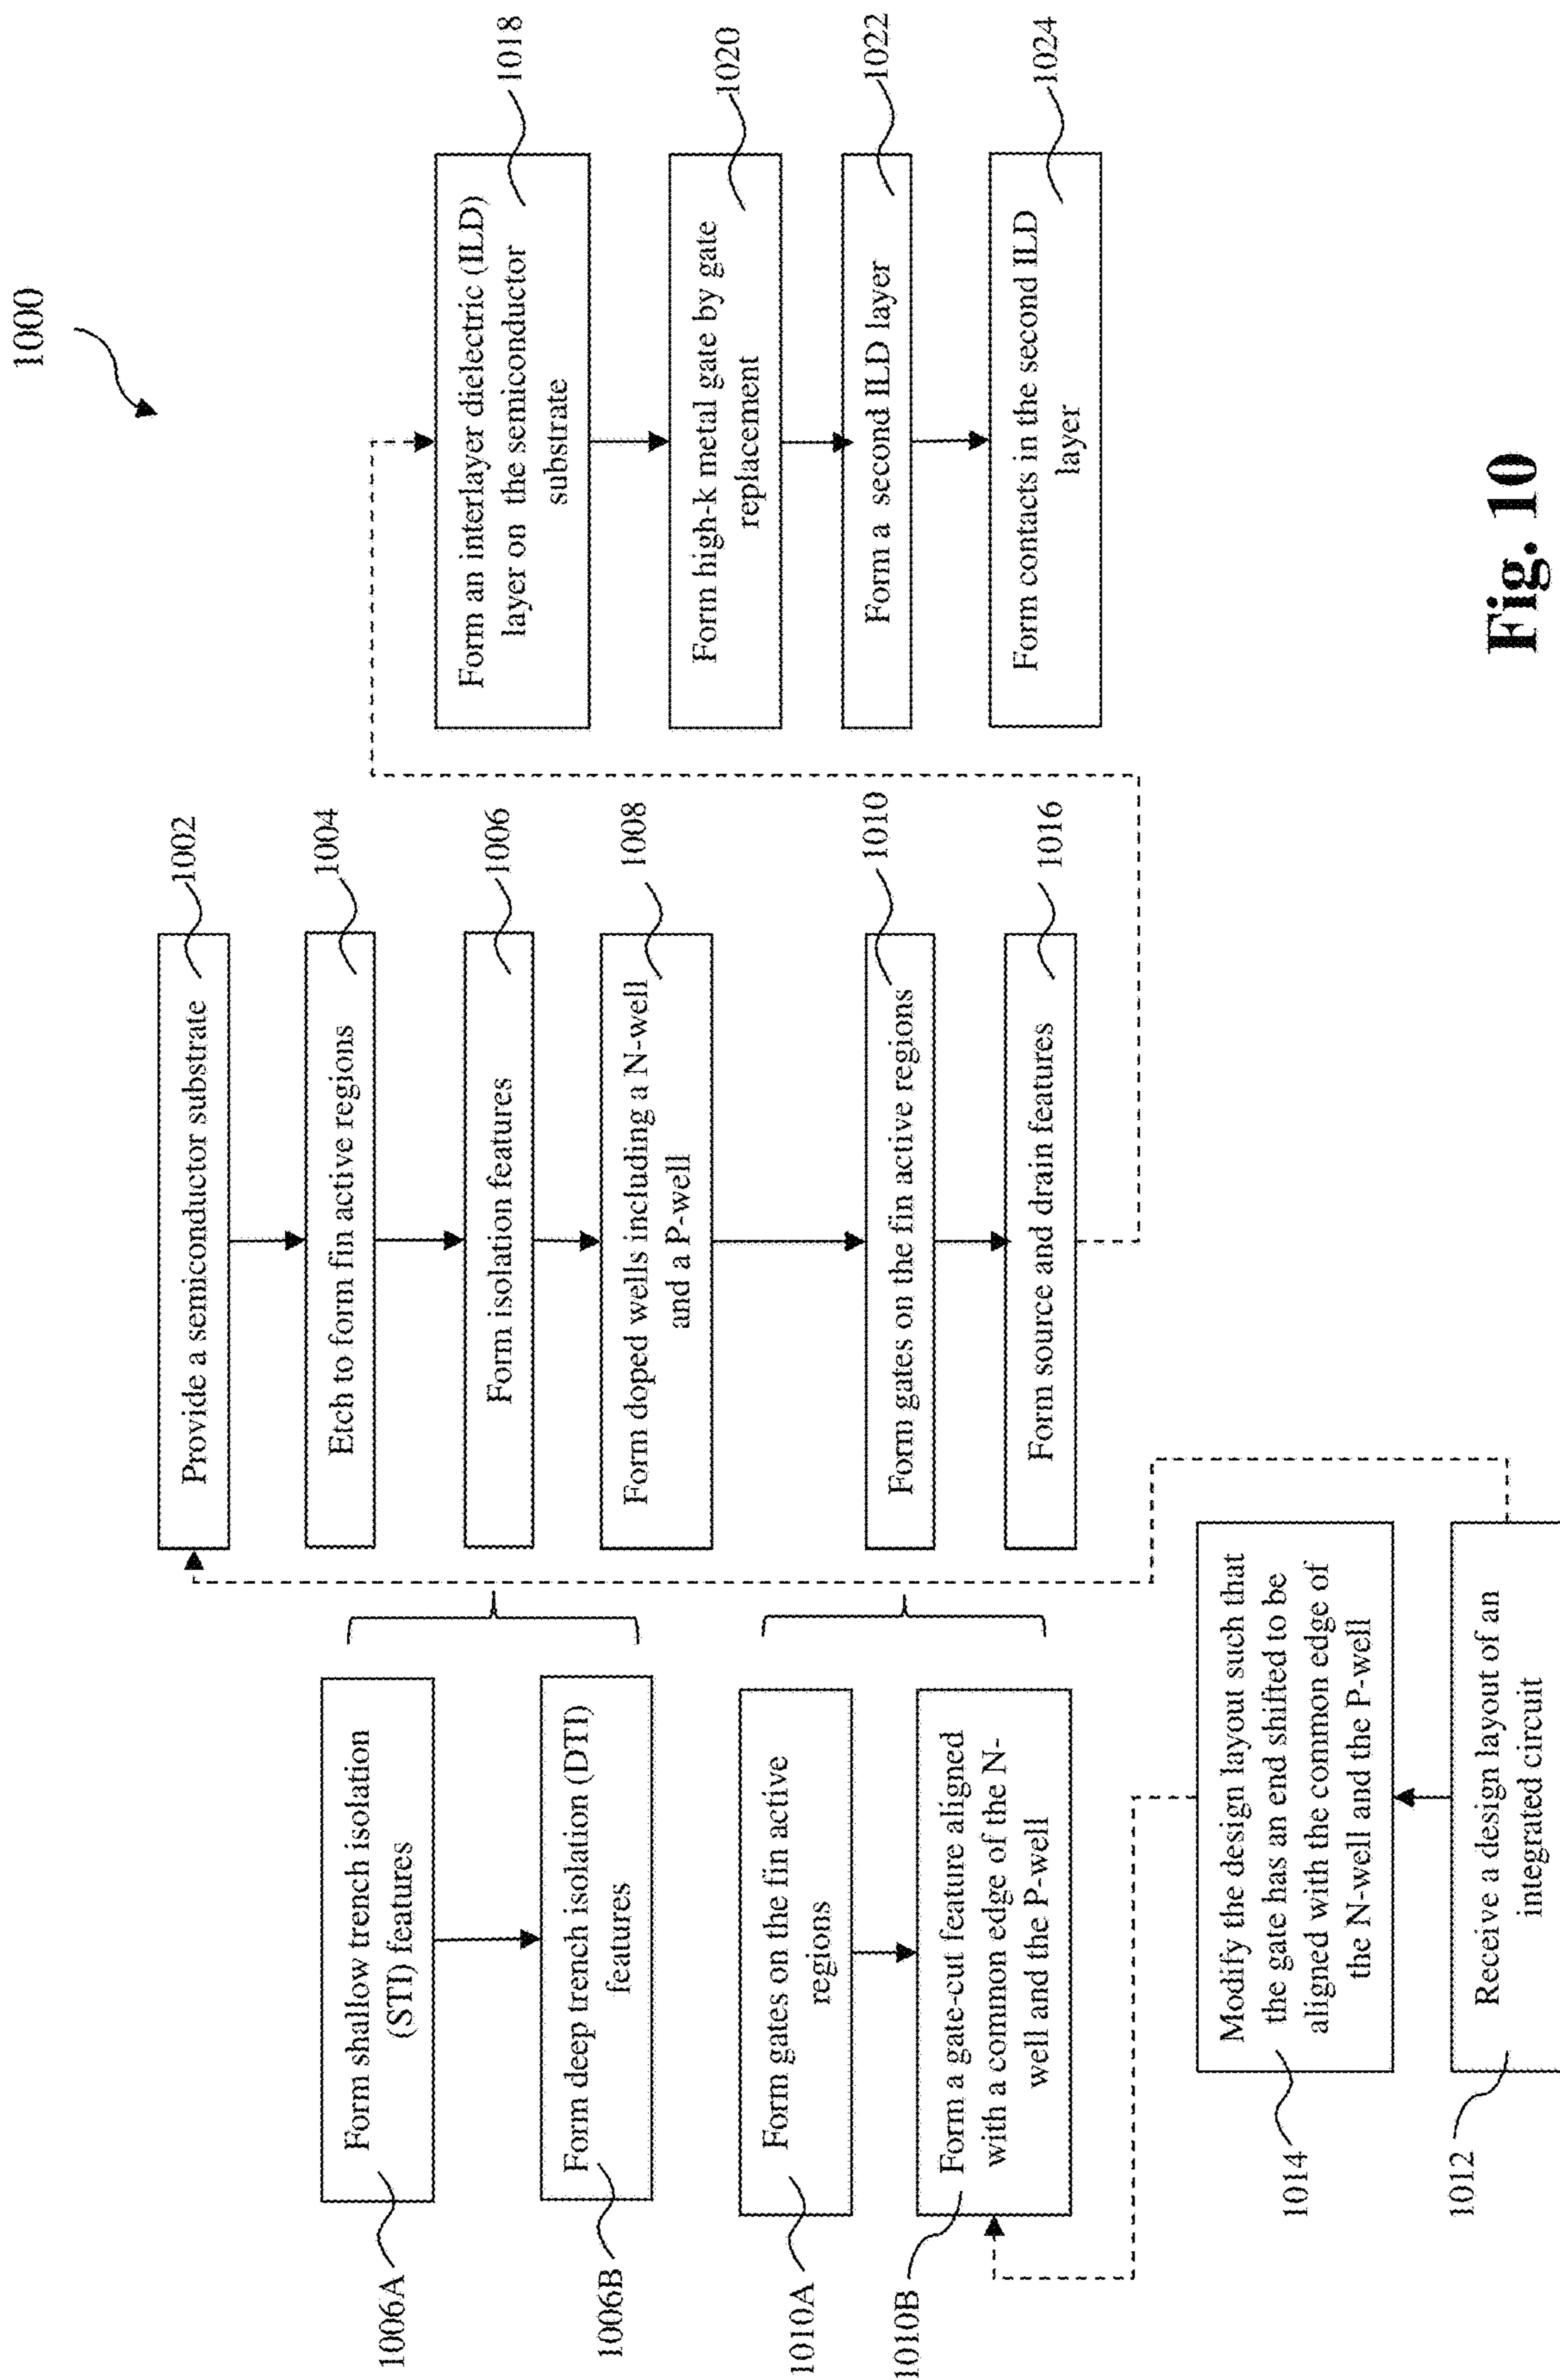 1000
Provide a semiconductor substrate
1002
Etch to form fin active regions
1004
Form isolation features
1006
Form doped wells including a N-well
and a P-well
1008
Form gates on the fin active regions
1010
Form source and drain features
1016
Form shallow trench isolation
(STI) features
1006A
Form deep trench isolation (DTI)
features
1006B
Form gates on the fin active
regions
1010A
Form a gate-cut feature aligned
with a common edge of the N-
well and the P-well
1010B
Modify the design layout such that
the gate has an end shifted to be
aligned with the common edge of
the N-well and the P-well
1014
Receive a design layout of an
integrated circuit
1012
Form an interlayer dielectric (ILD)
layer on the semiconductor
substrate
1018
Form high-k metal gate by gate
replacement
1020
Form a second ILD layer
1022
Form contacts in the second ILD
layer
1024
Fig. 10